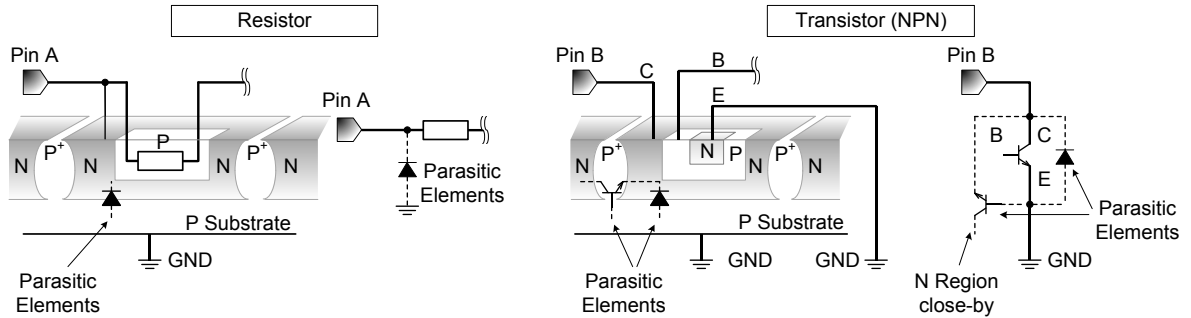 Resistor
Transistor (NPN)
Pin A
Pin A
Pin B
C
B
E
Pin B
N
P+
N
P
N
P+
N
Parasitic
Elements
N
P+
N
N
P
P+
N
B
C
E
P Substrate
GND
Parasitic
Elements
P Substrate
GND
GND
Parasitic
Elements
Parasitic
Elements
N Region
close-by